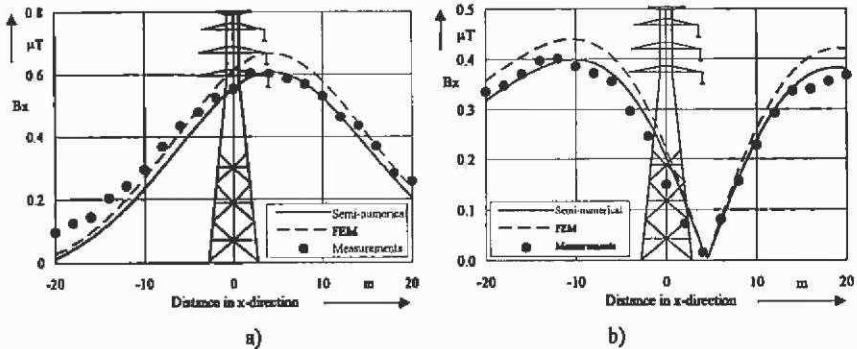 0.8
μT
0.6
Bx
0.4
0.2
0
Semi-numerical
FEM
Measurements
-20
-10
0
10
m
20
Distance in x-direction
a)
0.5
μT
0.4
Bx
0.3
0.2
0.1
0.0
Semi-numerical
FEM
Measurements
-20
-10
0
10
m
20
Distance in x-direction
b)